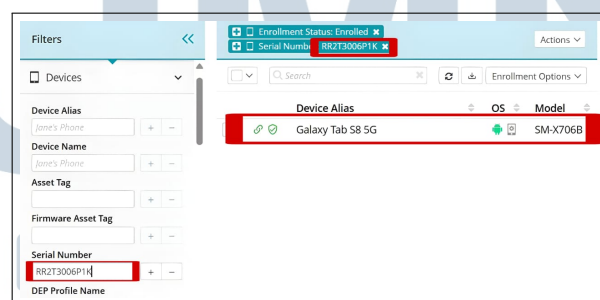 Filters
Devices
Device Alias
Jane's Phone
+ −
Device Name
Jane's Phone
+ −
Asset Tag
+ −
Firmware Asset Tag
+ −
Serial Number
RR2T3006P1K
+ −
DEP Profile Name
Enrollment Status: Enrolled
Serial Number RR2T3006P1K
Actions
Search
Enrollment Options
Device Alias OS Model
Galaxy Tab S8 5G SM-X706B